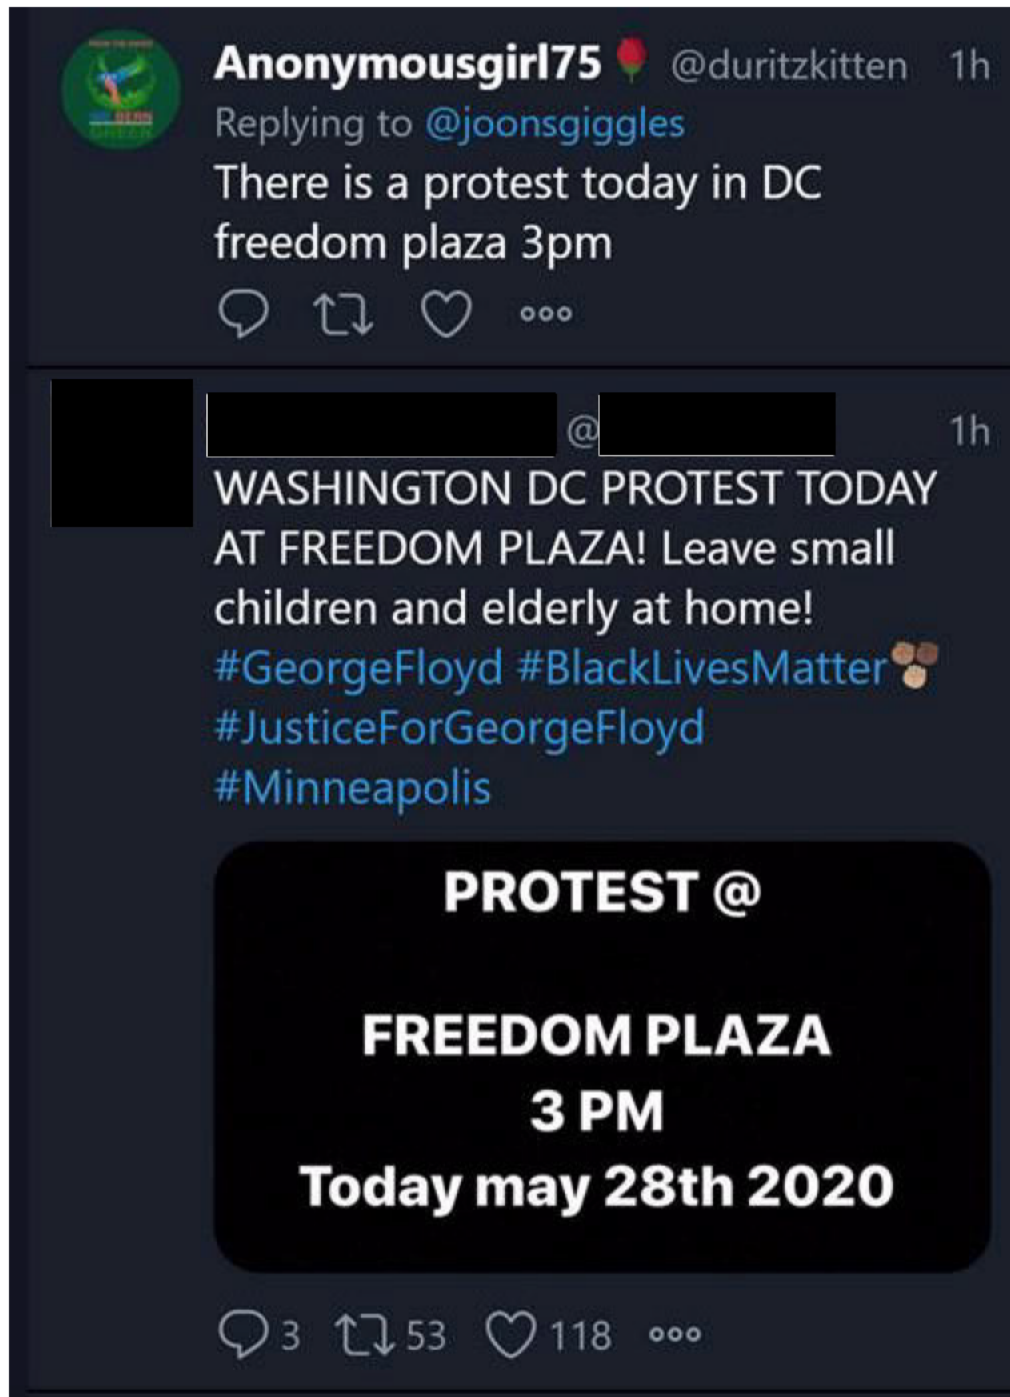 Anonymousgirl75 @duritzkitten 1h
Replying to @joonsgiggles
There is a protest today in DC
freedom plaza 3pm
@ 1h
WASHINGTON DC PROTEST TODAY
AT FREEDOM PLAZA! Leave small
children and elderly at home!
#GeorgeFloyd #BlackLivesMatter
#JusticeForGeorgeFloyd
#Minneapolis
PROTEST @
FREEDOM PLAZA
3 PM
Today may 28th 2020
3 53 118